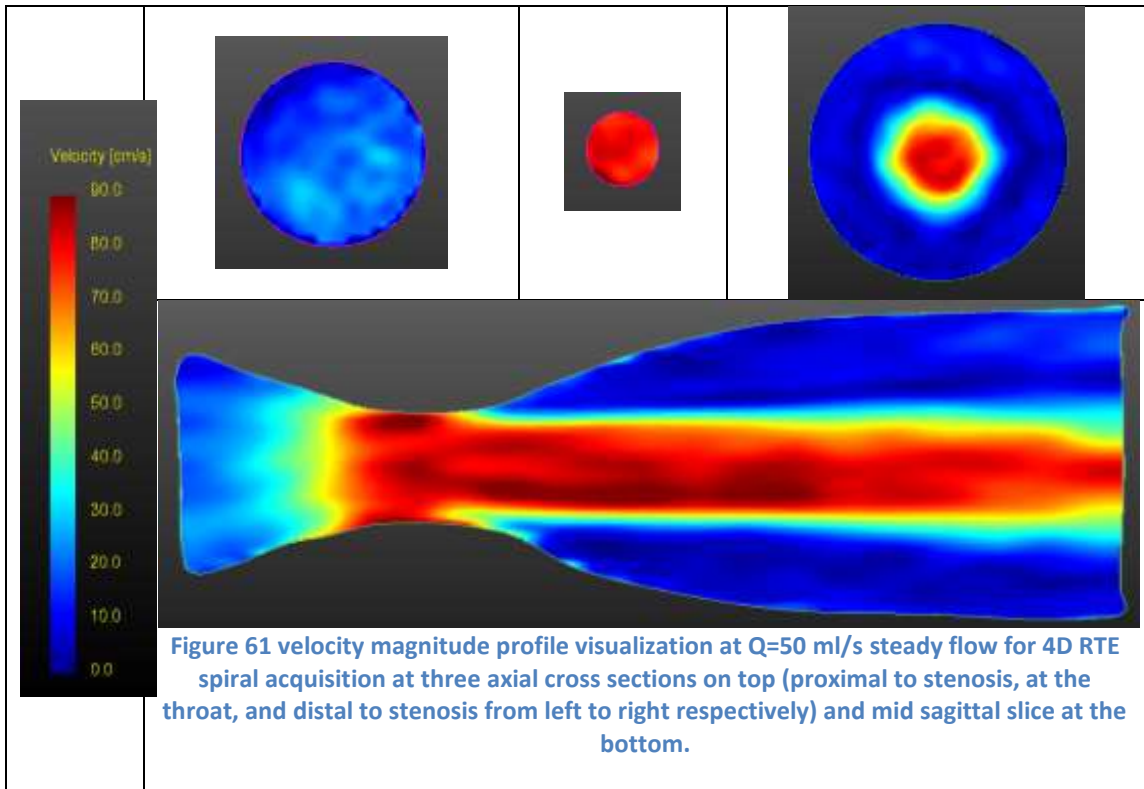 Velocity [cm/s]
90.0
80.0
70.0
60.0
50.0
40.0
30.0
20.0
10.0
0.0
Figure 61 velocity magnitude profile visualization at Q=50 ml/s steady flow for 4D RTE
spiral acquisition at three axial cross sections on top (proximal to stenosis, at the
throat, and distal to stenosis from left to right respectively) and mid sagittal slice at the
bottom.